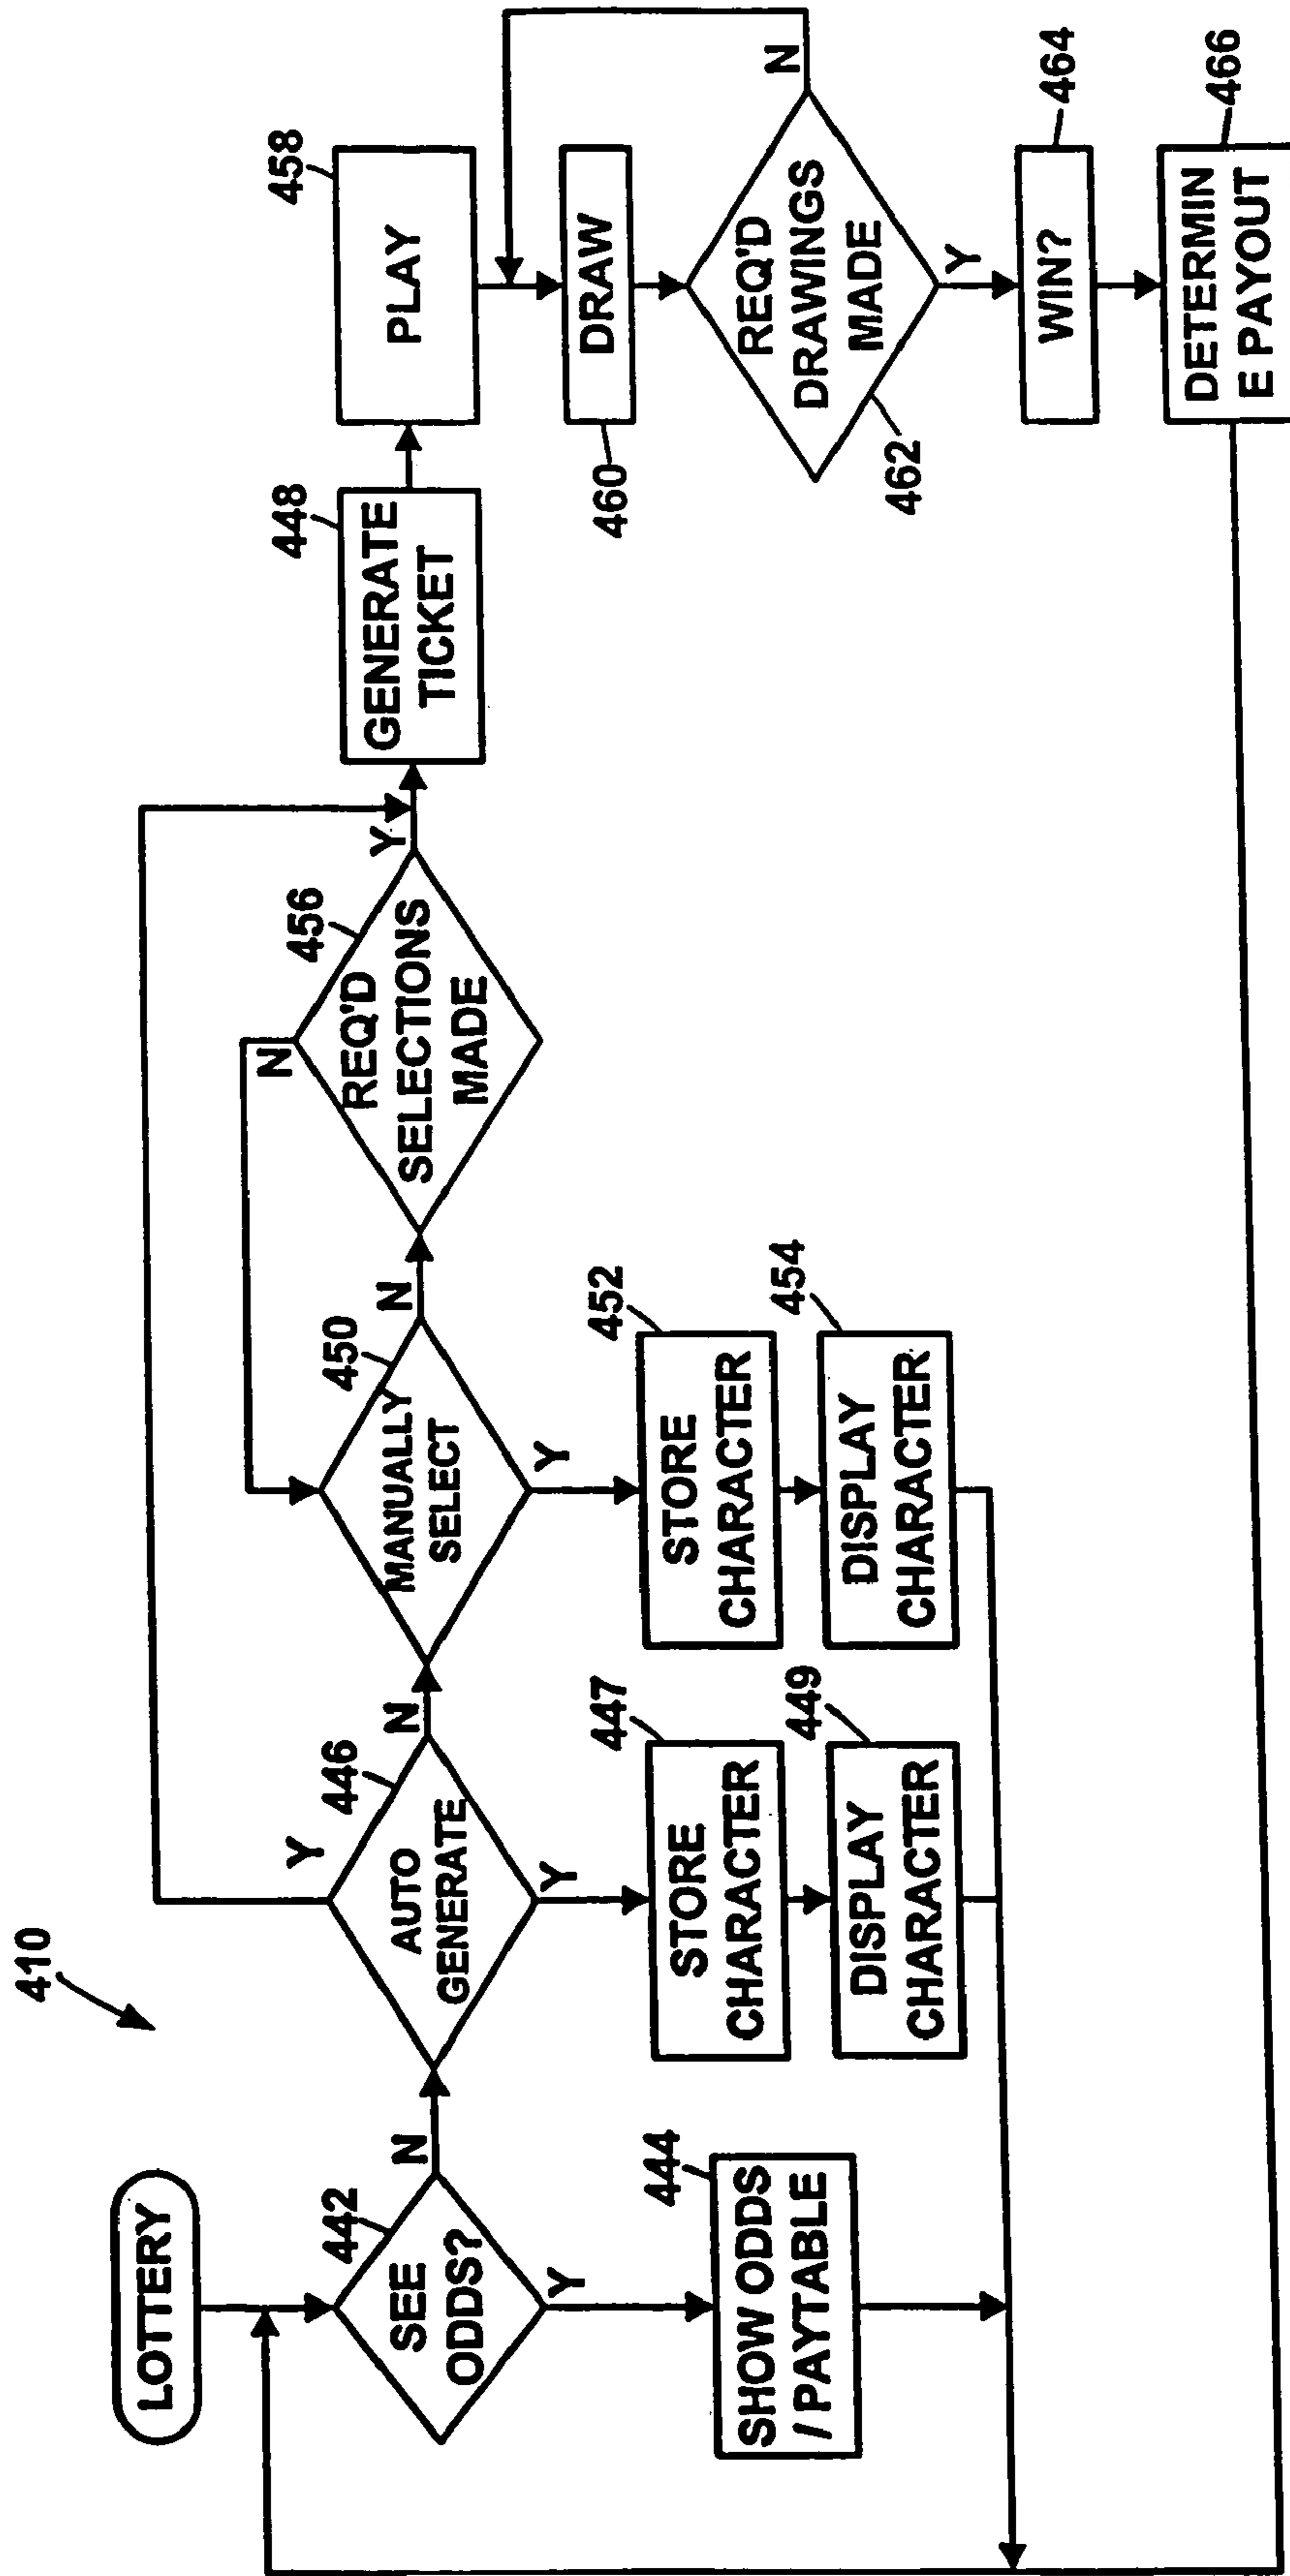 410
LOTTERY
442
SEE
ODDS?
N
Y
444
SHOW ODDS
/ PAYTABLE
446
AUTO
GENERATE
Y
N
Y
447
STORE
CHARACTER
449
DISPLAY
CHARACTER
450
MANUALLY
SELECT
N
Y
452
STORE
CHARACTER
454
DISPLAY
CHARACTER
456
REQ'D
SELECTIONS
MADE
N
Y
448
GENERATE
TICKET
458
PLAY
460
DRAW
462
REQ'D
DRAWINGS
MADE
N
Y
464
WIN?
466
DETERMIN
E PAYOUT